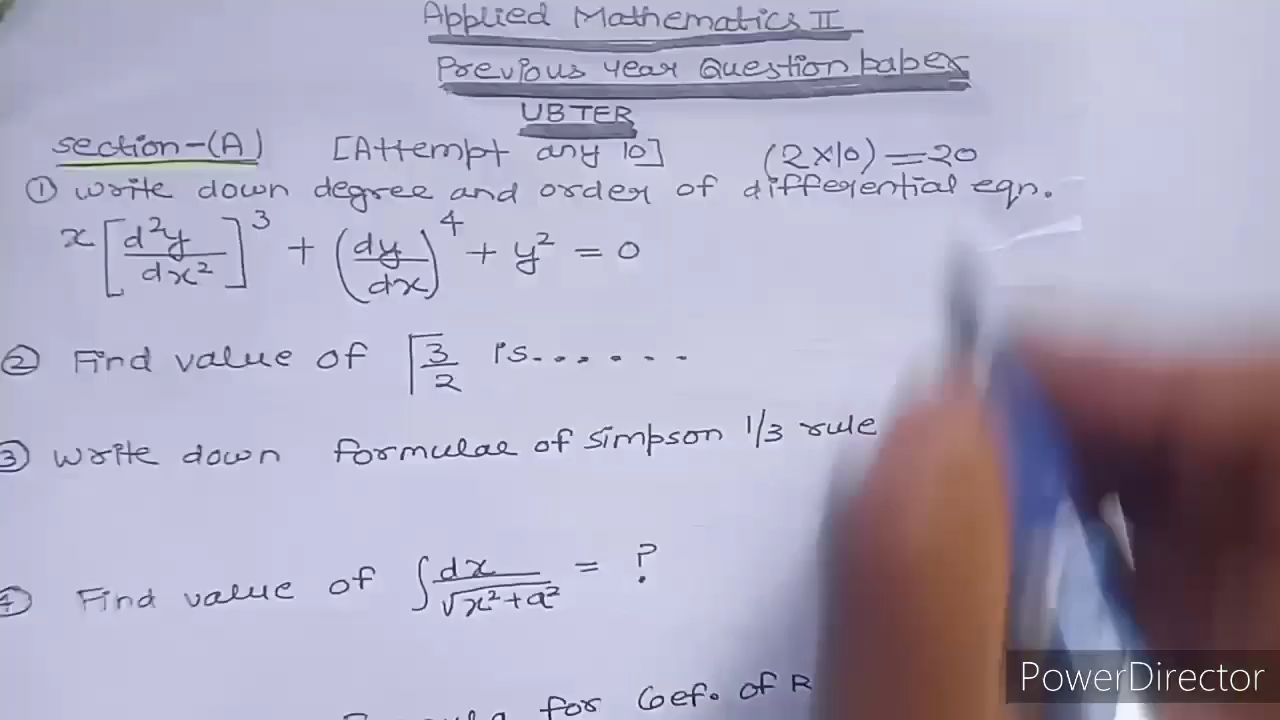 Applied Mathematics II
Previous year Question paper
UBTER
Section-(A) [Attempt any 10] (2×10) = 20
① Write down degree and order of differential eqn.
x[d²y/dx²]³ + (dy/dx)⁴ + y² = 0
② Find value of Γ3/2 is......
③ Write down formulae of Simpson 1/3 rule
④ Find value of ∫dx/√x²+a² = ?
for Coef. of R
PowerDirector